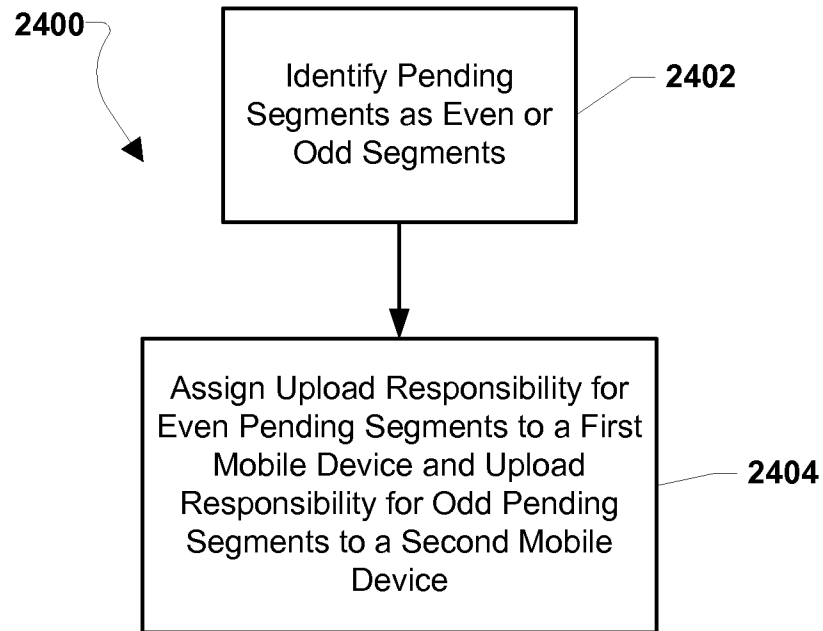 2400
Identify Pending
Segments as Even or
Odd Segments
2402
Assign Upload Responsibility for
Even Pending Segments to a First
Mobile Device and Upload
Responsibility for Odd Pending
Segments to a Second Mobile
Device
2404